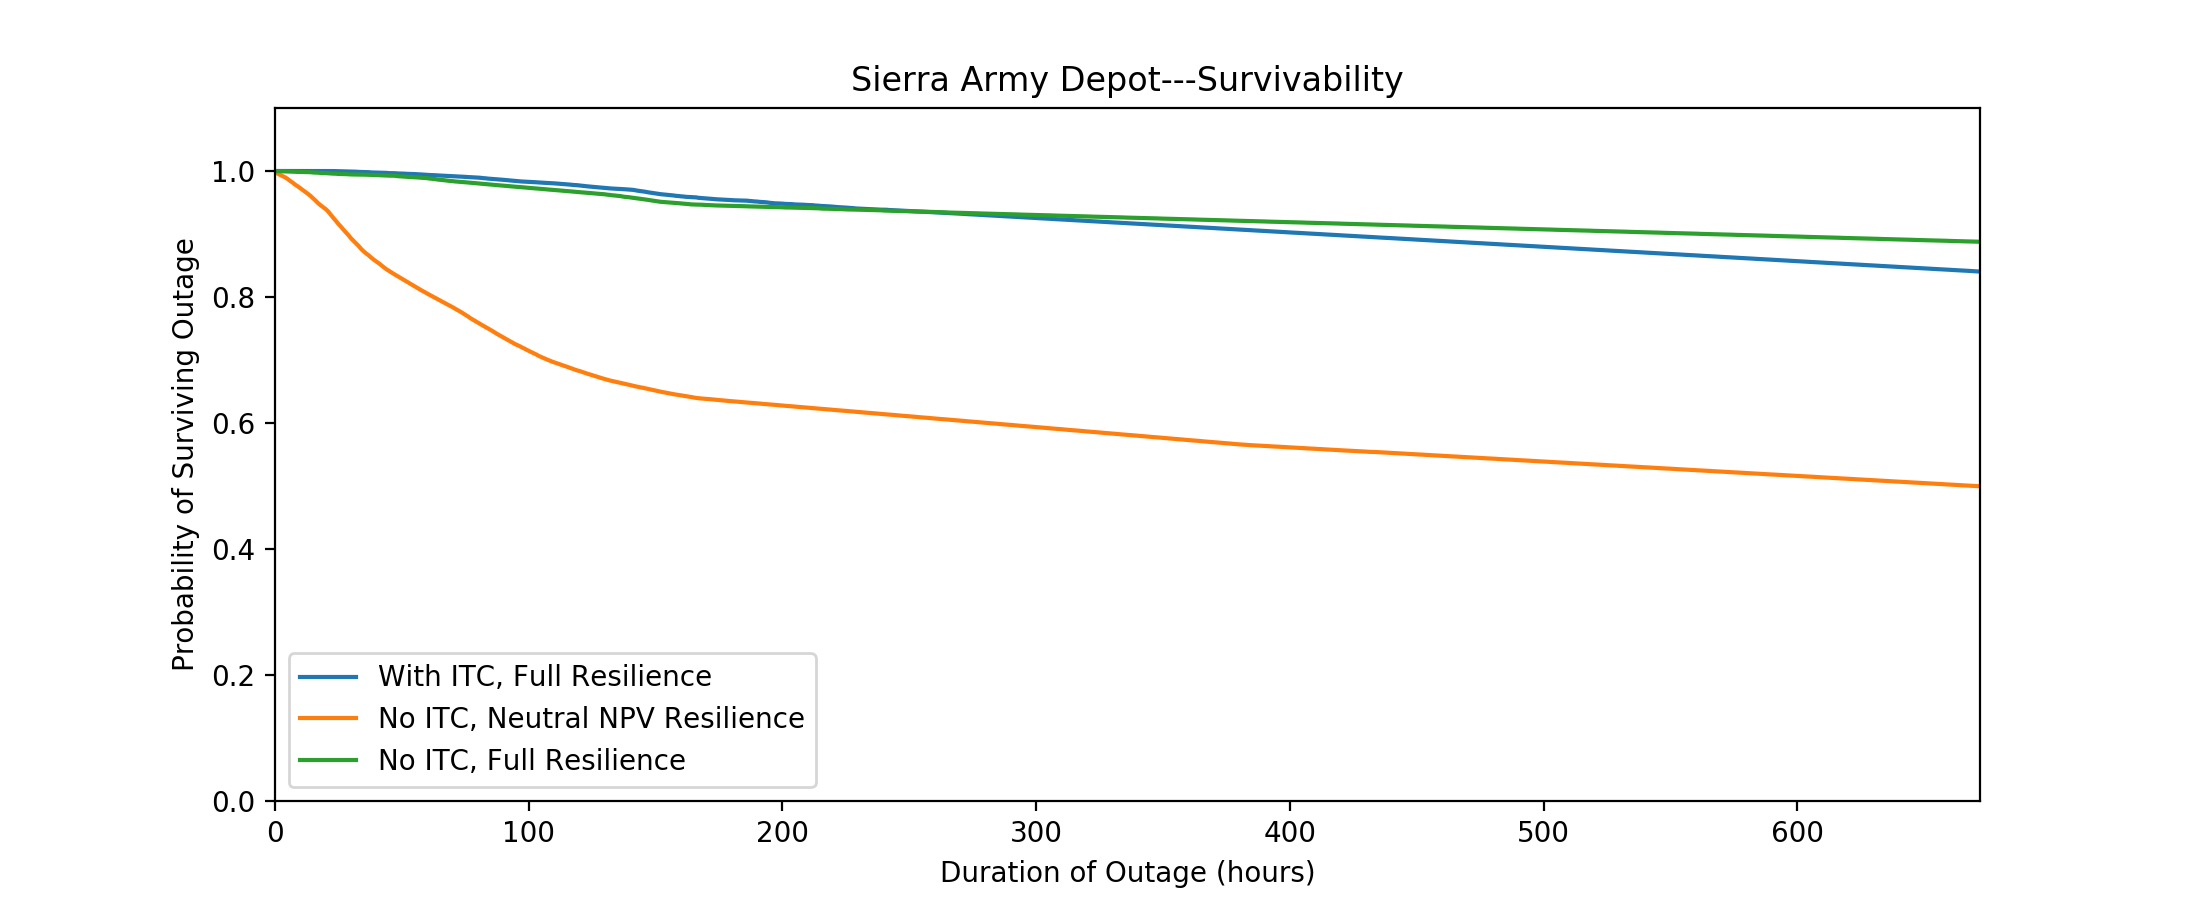 Sierra Army Depot---Survivability
Probability of Surviving Outage
1.0
0.8
0.6
0.4
0.2
0.0
With ITC, Full Resilience
No ITC, Neutral NPV Resilience
No ITC, Full Resilience
0 100 200 300 400 500 600
Duration of Outage (hours)